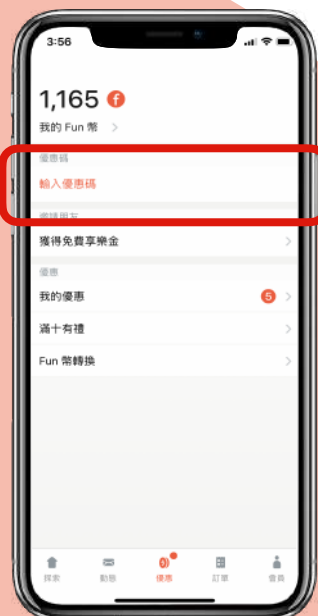 3:56
1,165
我的 Fun 幣
優惠碼
輸入優惠碼
邀請朋友
獲得免費享樂金
優惠
我的優惠
5
滿十有禮
Fun 幣轉換
探索
動態
優惠
訂單
會員